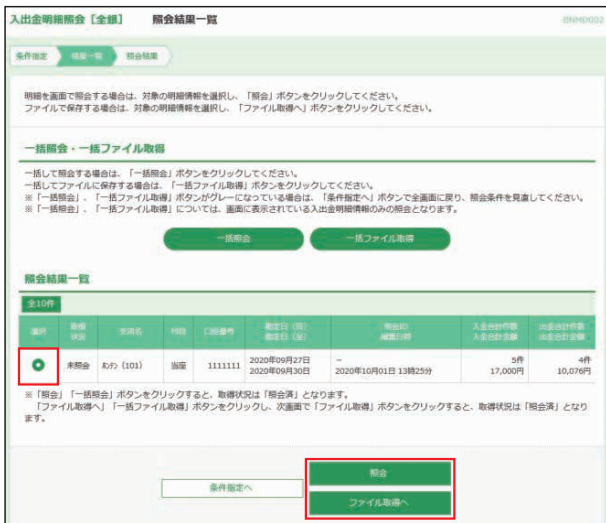 入出金明細照会［全銀］ 照会結果一覧 BNMD002
条件指定 結果一覧 照会結果
明細を画面で照会する場合は、対象の明細情報を選択し、「照会」ボタンをクリックしてください。
ファイルで保存する場合は、対象の明細情報を選択し、「ファイル取得へ」ボタンをクリックしてください。
一括照会・一括ファイル取得
一括して照会する場合は、「一括照会」ボタンをクリックしてください。
一括してファイルに保存する場合は、「一括ファイル取得」ボタンをクリックしてください。
※「一括照会」、「一括ファイル取得」ボタンがグレーになっている場合は、「条件指定へ」ボタンで全画面に戻り、照会条件を見直してください。
※「一括照会」、「一括ファイル取得」については、画面に表示されている入出金明細情報のみの照会となります。
一括照会 一括ファイル取得
照会結果一覧
全10件
選択 取得 支店名 科目 口座番号 入金合計件数 出金合計件数
状況 入金合計金額 出金合計金額
未照会 (101) 当座 1111111 2020年09月27日 － 5件 4件
2020年09月30日 2020年10月01日 13時25分 17,000円 10,076円
※「照会」「一括照会」ボタンをクリックすると、取得状況は「照会済」となります。
「ファイル取得へ」「一括ファイル取得」ボタンをクリックし、次画面で「ファイル取得」ボタンをクリックすると、取得状況は「照会済」となり
ます。
条件指定へ 照会
ファイル取得へ